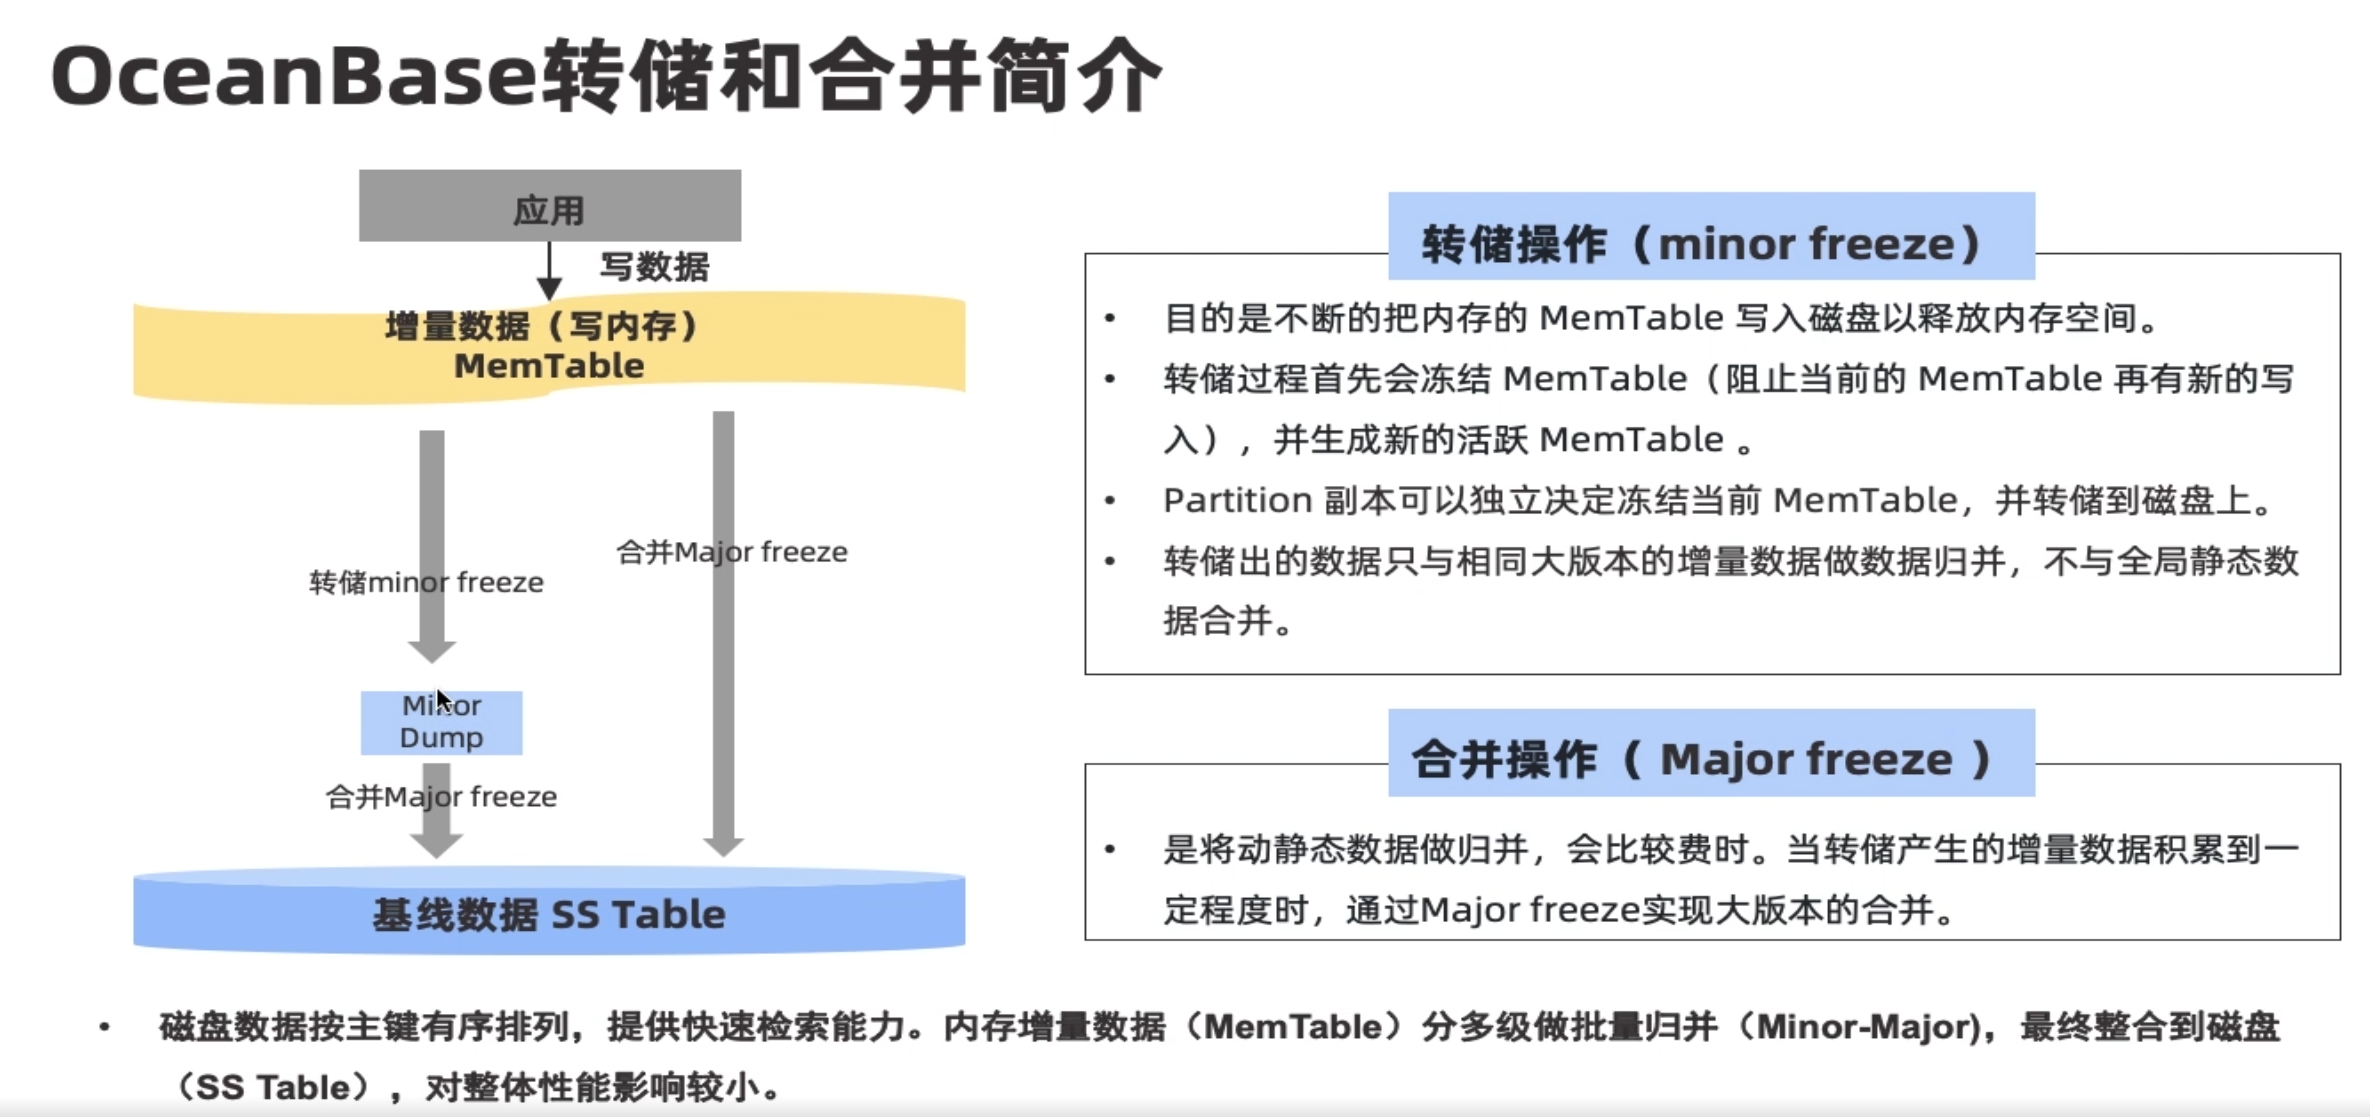 OceanBase转储和合并简介
应用
写数据
增量数据（写内存）
MemTable
转储minor freeze
合并Major freeze
Minor
Dump
合并Major freeze
基线数据 SS Table
转储操作（minor freeze）
• 目的是不断的把内存的 MemTable 写入磁盘以释放内存空间。
• 转储过程首先会冻结 MemTable（阻止当前的 MemTable 再有新的写
入），并生成新的活跃 MemTable 。
• Partition 副本可以独立决定冻结当前 MemTable，并转储到磁盘上。
• 转储出的数据只与相同大版本的增量数据做数据归并，不与全局静态数
据合并。
合并操作（ Major freeze ）
• 是将动静态数据做归并，会比较费时。当转储产生的增量数据积累到一
定程度时，通过Major freeze实现大版本的合并。
• 磁盘数据按主键有序排列，提供快速检索能力。内存增量数据（MemTable）分多级做批量归并（Minor-Major)，最终整合到磁盘
（SS Table），对整体性能影响较小。